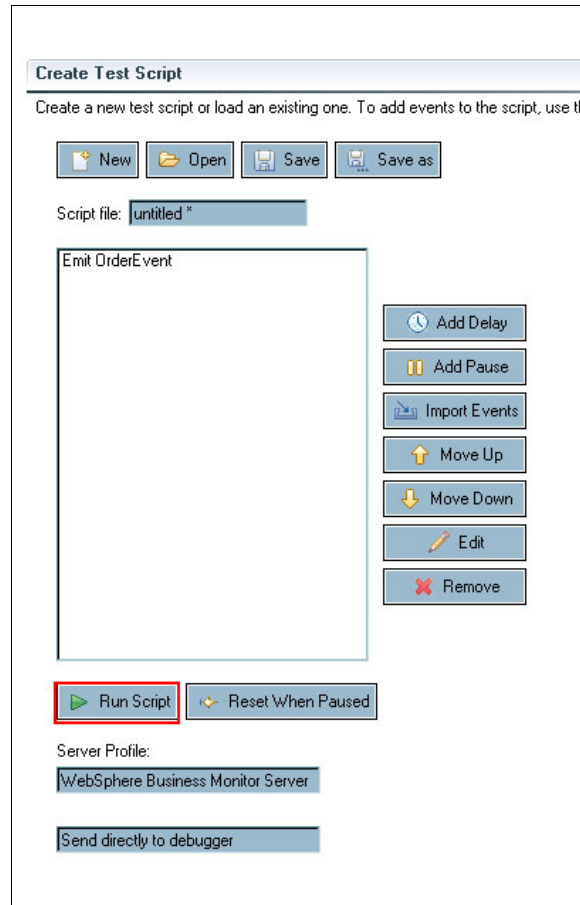 Create Test Script
Create a new test script or load an existing one. To add events to the script, use
New Open Save Save as
Script file: untitled *
Emit OrderEvent
Add Delay
Add Pause
Import Events
Move Up
Move Down
Edit
Remove
Run Script Reset When Paused
Server Profile:
WebSphere Business Monitor Server
Send directly to debugger